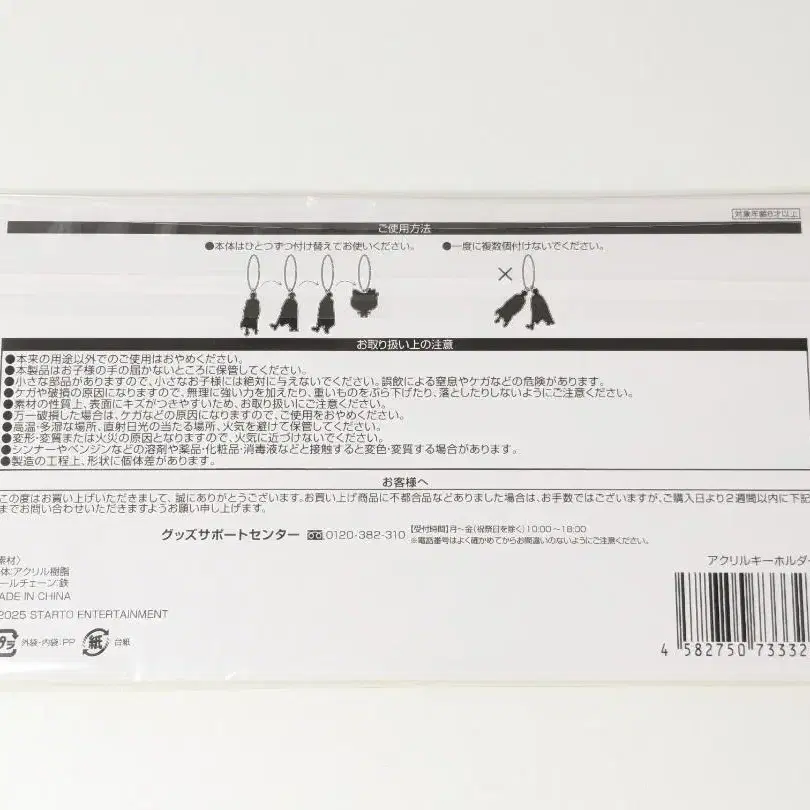 対象年齢6才以上
ご使用方法
●本体はひとつずつ付け替えてお使いください。 ●一度に複数個付けないでください。
×
お取り扱い上の注意
●本来の用途以外でのご使用はおやめください。
●本製品はお子様の手の届かないところに保管してください。
●小さな部品がありますので、小さなお子様には絶対に与えないでください。誤飲による窒息やケガなどの危険があります。
●ケガや破損の原因になりますので、無理に強い力を加えたり、重いものをぶら下げたり、落としたりしないようにご注意ください。
●素材の性質上、表面にキズがつきやすいため、お取り扱いにご注意ください。
●万一破損した場合は、ケガなどの原因になりますので、ご使用をおやめください。
●高温・多湿な場所、直射日光の当たる場所、火気を避けて保管してください。
●変形・変質または火災の原因となりますので、火気に近づけないでください。
●シンナーやベンジンなどの溶剤や薬品・化粧品・消毒液などと接触すると変色・変質する場合があります。
●製造の工程上、形状に個体差があります。
お客様へ
この度はお買い上げいただきまして、誠にありがとうございます。お買い上げ商品に不都合品などありました場合は、お手数ではございますが、ご購入日より2週間以内に下記
までお問い合わせいただきますようお願い申し上げます。
グッズサポートセンター 0120-382-310 【受付時間】月～金(祝祭日を除く)10:00～18:00
※電話番号はよく確かめてからお間違いのないようにご注意ください。
素材〉
体:アクリル樹脂
ールチェーン:鉄
ADE IN CHINA
2025 STARTO ENTERTAINMENT
プラ 外袋・内袋:PP 紙 台紙
アクリルキーホルダー
4 582750 73332